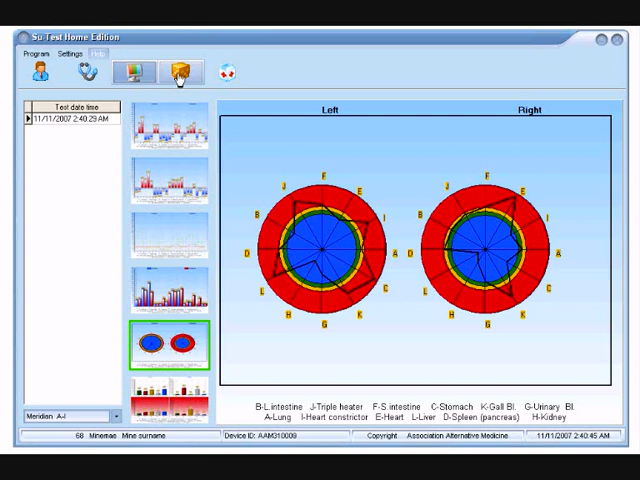 Su-Test Home Edition
Program Settings Help
Test date time
11/11/2007 2:40:29 AM
Left Right
F F
J E J E
B I B I
D A D A
L C L C
H K H K
G G
B-L.intestine J-Triple heater F-S.intestine C-Stomach K-Gall Bl. G-Urinary Bl.
A-Lung I-Heart constrictor E-Heart L-Liver D-Spleen (pancreas) H-Kidney
Meridian A-I
68 Minemae Mine surname Device ID: AAM310009 Copyright Association Alternative Medicine 11/11/2007 2:40:45 AM